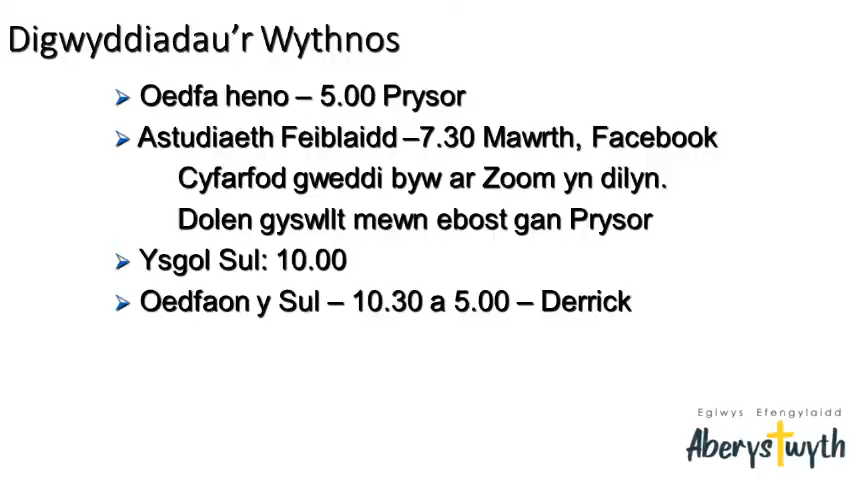 Digwyddiadau’r Wythnos
Oedfa heno – 5.00 Prysor
Astudiaeth Feiblaidd –7.30 Mawrth, Facebook
Cyfarfod gweddi byw ar Zoom yn dilyn.
Dolen gyswllt mewn ebost gan Prysor
Ysgol Sul: 10.00
Oedfaon y Sul – 10.30 a 5.00 – Derrick
Eglwys Efengylaidd
Aberystwyth